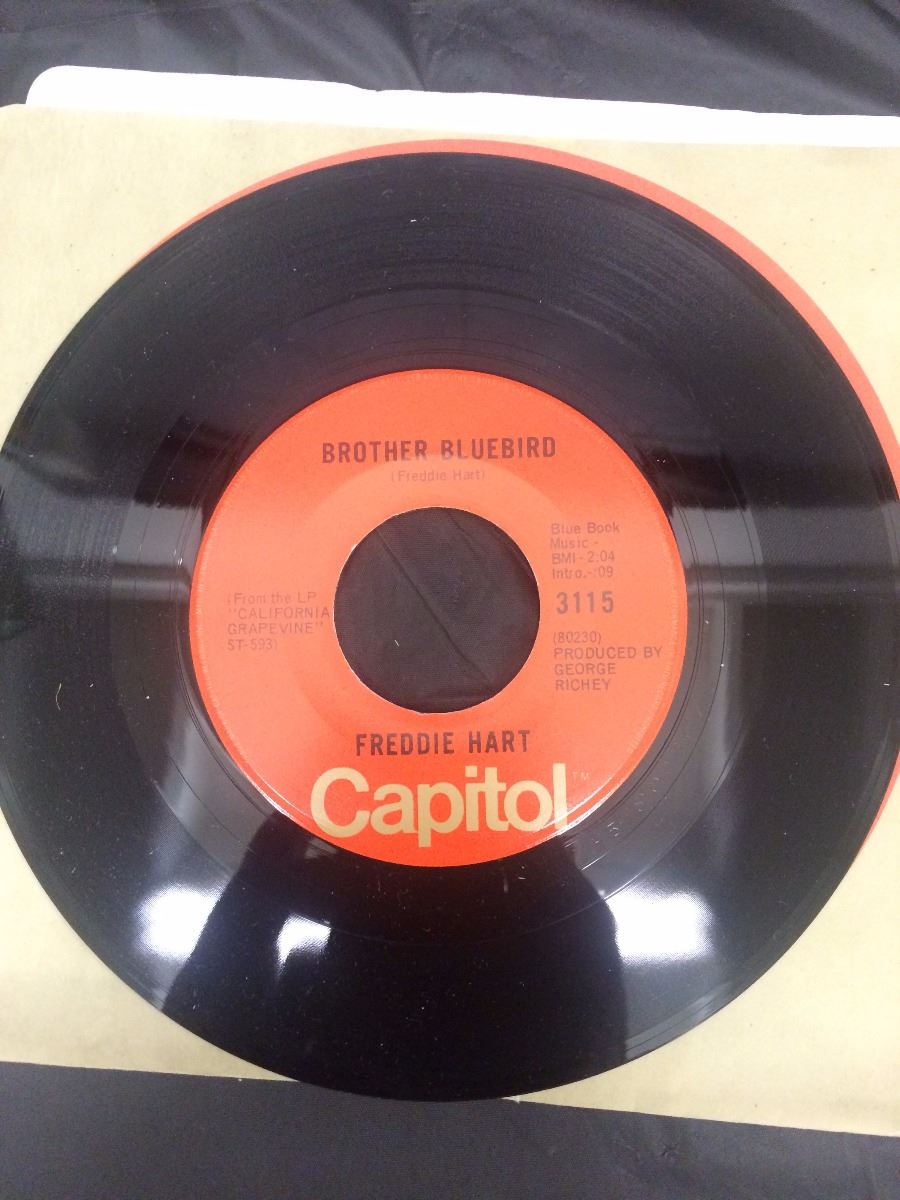 BROTHER BLUEBIRD
(Freddie Hart)
Blue Book
Music -
BMI - 2:04
Intro.-:09
3115
(From the LP
"CALIFORNIA
GRAPEVINE"
ST-593)
(80230)
PRODUCED BY
GEORGE
RICHEY
FREDDIE HART
Capitol™